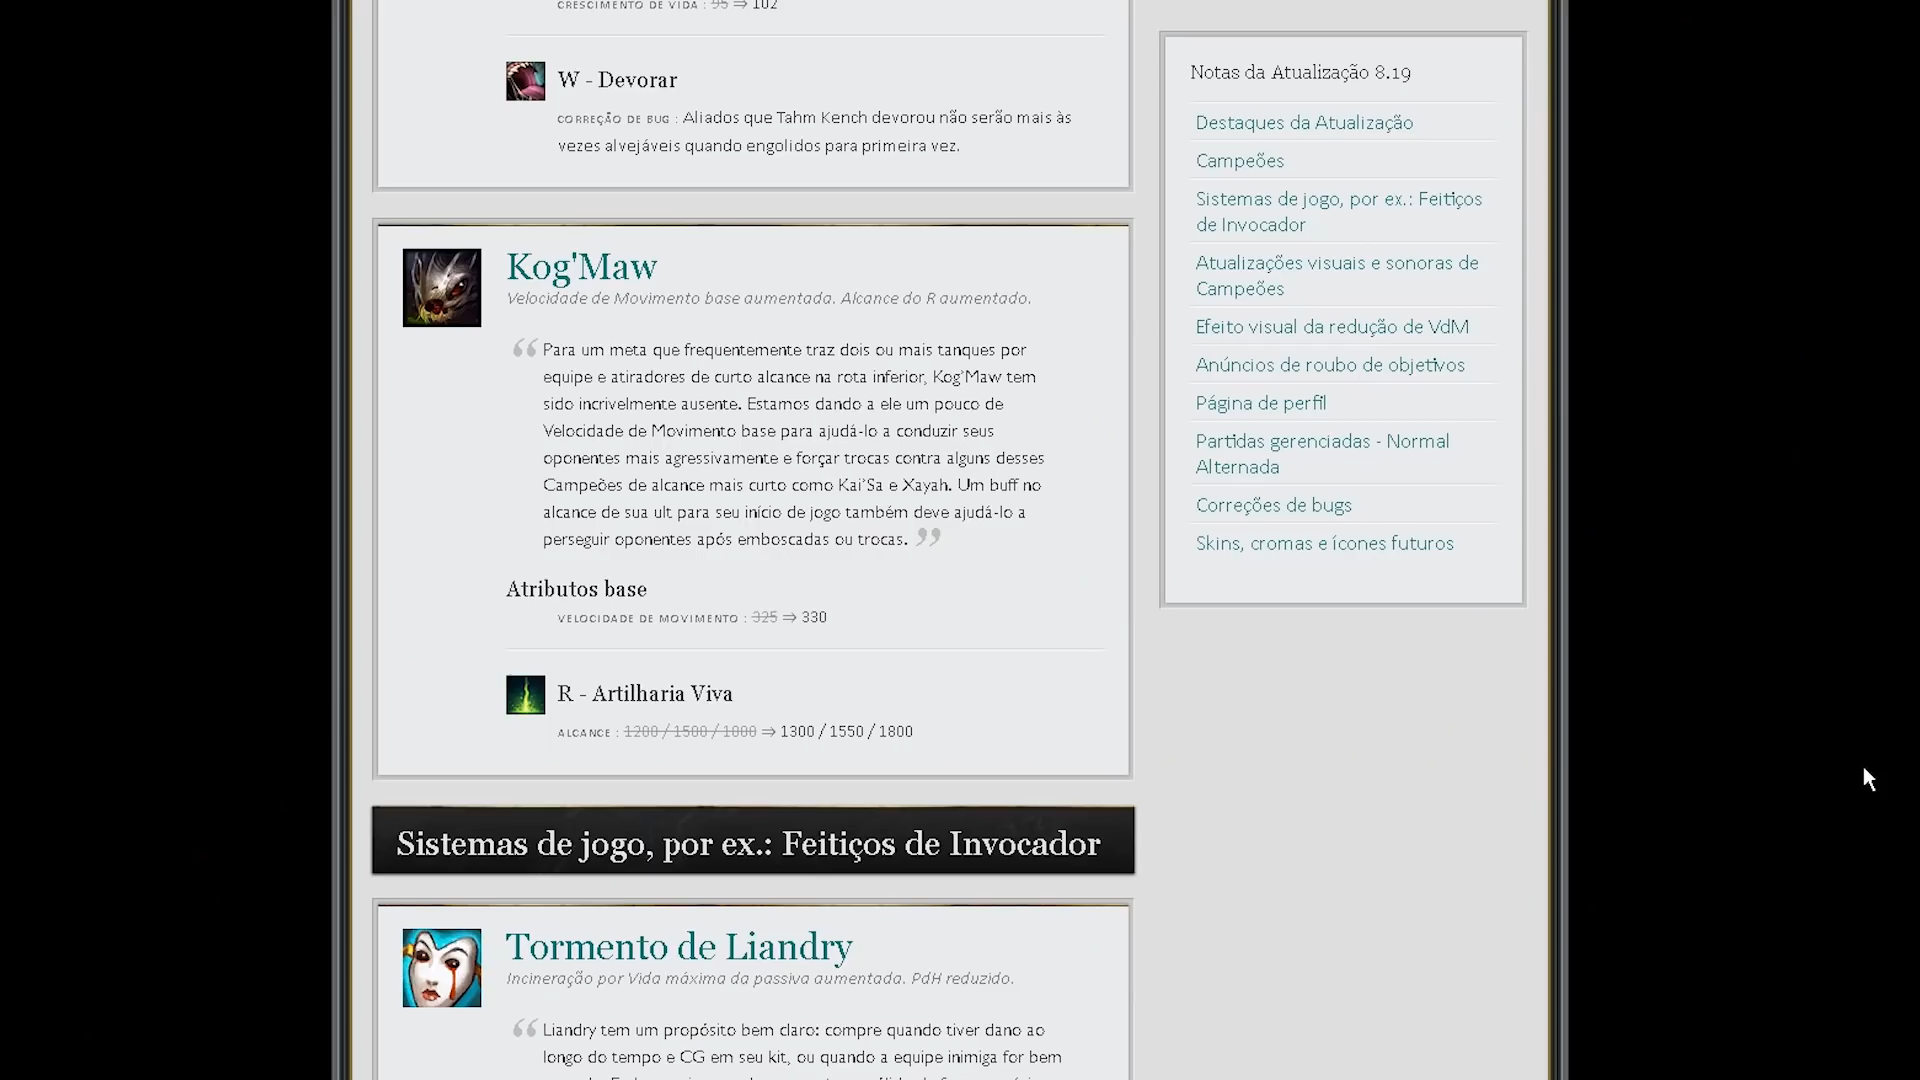 CRESCIMENTO DE VIDA : 95 ⇒ 102
W - Devorar
CORREÇÃO DE BUG : Aliados que Tahm Kench devorou não serão mais às
vezes alvejáveis quando engolidos para primeira vez.
Kog'Maw
Velocidade de Movimento base aumentada. Alcance do R aumentado.
“ Para um meta que frequentemente traz dois ou mais tanques por
equipe e atiradores de curto alcance na rota inferior, Kog'Maw tem
sido incrivelmente ausente. Estamos dando a ele um pouco de
Velocidade de Movimento base para ajudá-lo a conduzir seus
oponentes mais agressivamente e forçar trocas contra alguns desses
Campeões de alcance mais curto como Kai'Sa e Xayah. Um buff no
alcance de sua ult para seu início de jogo também deve ajudá-lo a
perseguir oponentes após emboscadas ou trocas. ”
Atributos base
VELOCIDADE DE MOVIMENTO : 325 ⇒ 330
R - Artilharia Viva
ALCANCE : 1200 / 1500 / 1800 ⇒ 1300 / 1550 / 1800
Sistemas de jogo, por ex.: Feitiços de Invocador
Tormento de Liandry
Incineração por Vida máxima da passiva aumentada. PdH reduzido.
“ Liandry tem um propósito bem claro: compre quando tiver dano ao
longo do tempo e CG em seu kit, ou quando a equipe inimiga for bem
Notas da Atualização 8.19
Destaques da Atualização
Campeões
Sistemas de jogo, por ex.: Feitiços
de Invocador
Atualizações visuais e sonoras de
Campeões
Efeito visual da redução de VdM
Anúncios de roubo de objetivos
Página de perfil
Partidas gerenciadas - Normal
Alternada
Correções de bugs
Skins, cromas e ícones futuros